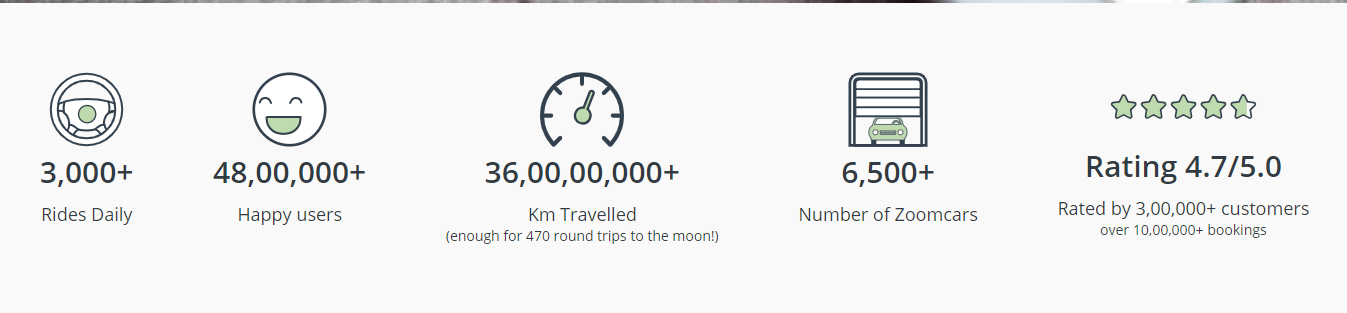 3,000+
Rides Daily
48,00,000+
Happy users
36,00,00,000+
Km Travelled
(enough for 470 round trips to the moon!)
6,500+
Number of Zoomcars
Rating 4.7/5.0
Rated by 3,00,000+ customers
over 10,00,000+ bookings